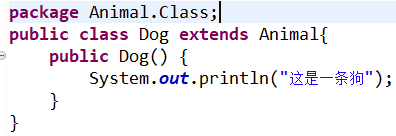 package Animal.Class;
public class Dog extends Animal{
    public Dog() {
        System.out.println("这是一条狗");
    }
}